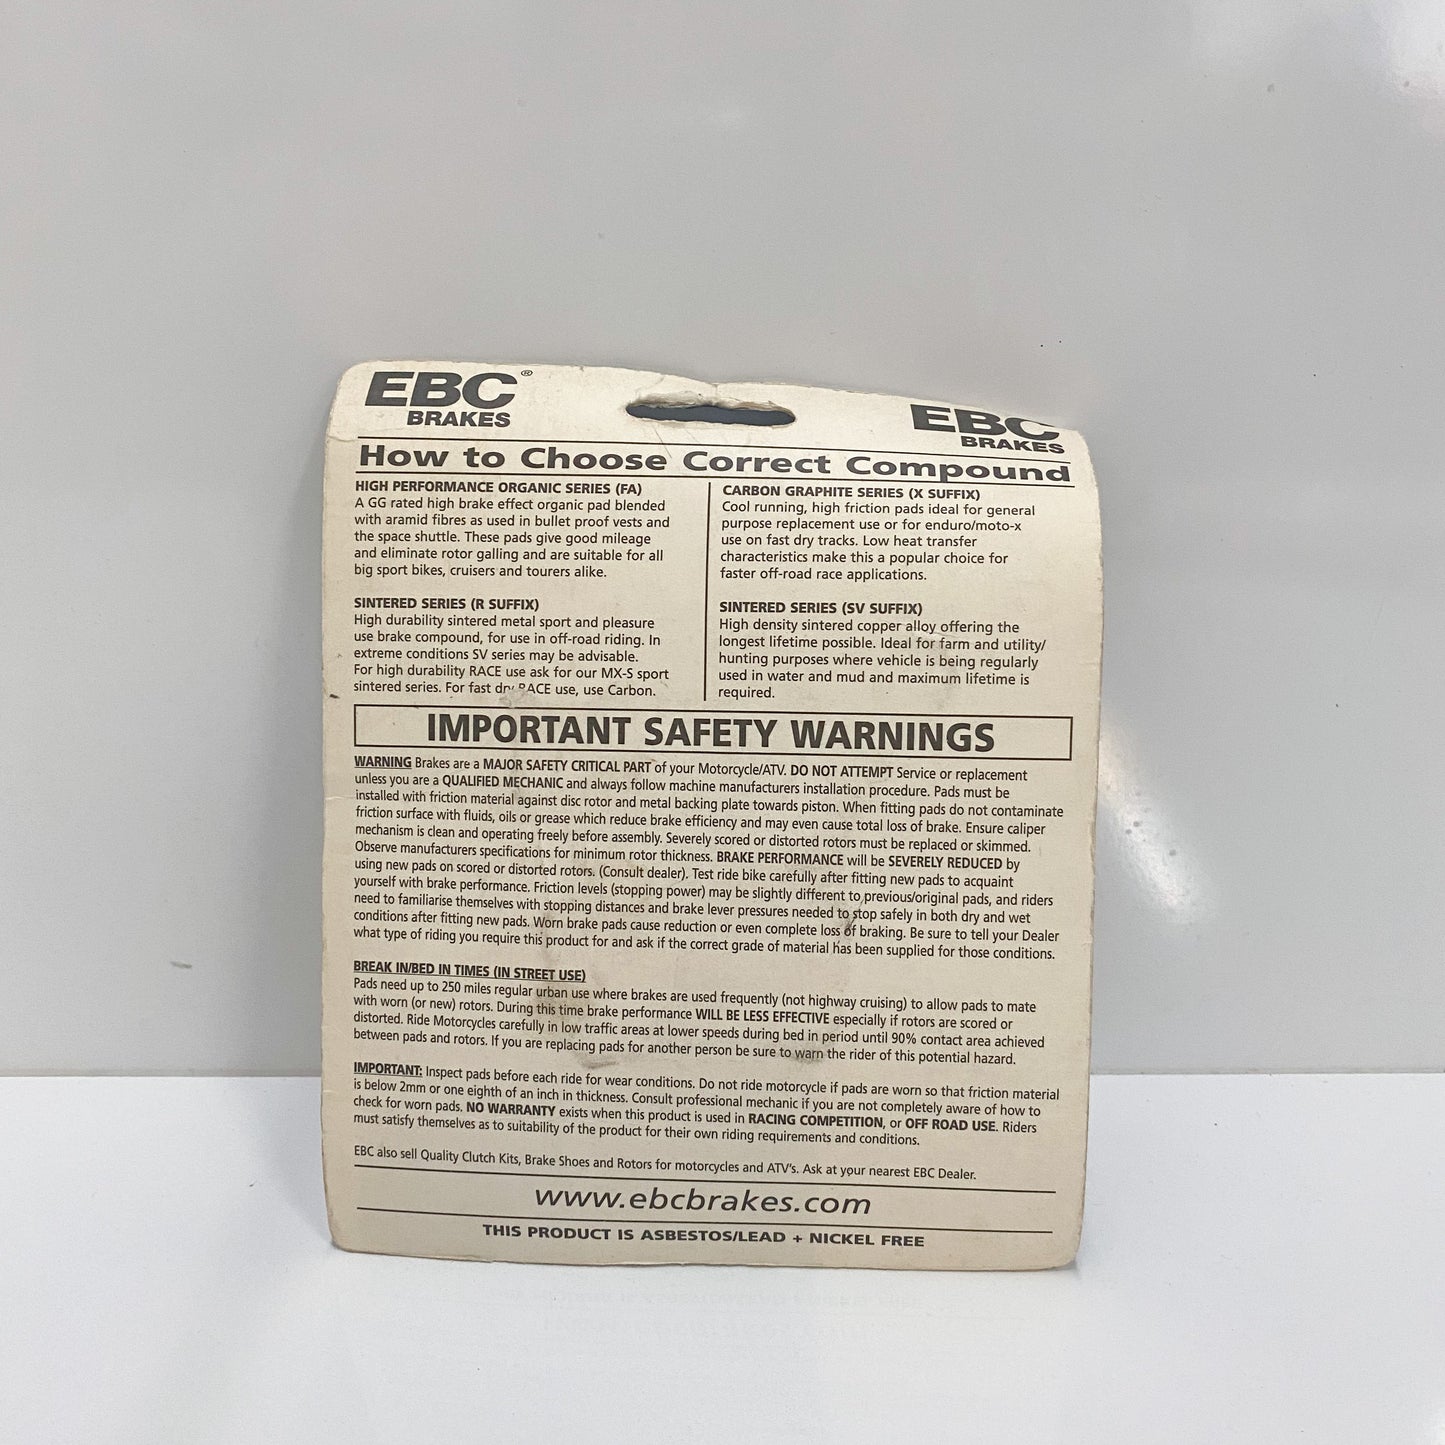 EBC®
BRAKES
EBC
BRAKES
How to Choose Correct Compound
HIGH PERFORMANCE ORGANIC SERIES (FA)
A GG rated high brake effect organic pad blended
with aramid fibres as used in bullet proof vests and
the space shuttle. These pads give good mileage
and eliminate rotor galling and are suitable for all
big sport bikes, cruisers and tourers alike.
SINTERED SERIES (R SUFFIX)
High durability sintered metal sport and pleasure
use brake compound, for use in off-road riding. In
extreme conditions SV series may be advisable.
For high durability RACE use ask for our MX-S sport
sintered series. For fast dry RACE use, use Carbon.
CARBON GRAPHITE SERIES (X SUFFIX)
Cool running, high friction pads ideal for general
purpose replacement use or for enduro/moto-x
use on fast dry tracks. Low heat transfer
characteristics make this a popular choice for
faster off-road race applications.
SINTERED SERIES (SV SUFFIX)
High density sintered copper alloy offering the
longest lifetime possible. Ideal for farm and utility/
hunting purposes where vehicle is being regularly
used in water and mud and maximum lifetime is
required.
IMPORTANT SAFETY WARNINGS
WARNING Brakes are a MAJOR SAFETY CRITICAL PART of your Motorcycle/ATV. DO NOT ATTEMPT Service or replacement
unless you are a QUALIFIED MECHANIC and always follow machine manufacturers installation procedure. Pads must be
installed with friction material against disc rotor and metal backing plate towards piston. When fitting pads do not contaminate
friction surface with fluids, oils or grease which reduce brake efficiency and may even cause total loss of brake. Ensure caliper
mechanism is clean and operating freely before assembly. Severely scored or distorted rotors must be replaced or skimmed.
Observe manufacturers specifications for minimum rotor thickness. BRAKE PERFORMANCE will be SEVERELY REDUCED by
using new pads on scored or distorted rotors. (Consult dealer). Test ride bike carefully after fitting new pads to acquaint
yourself with brake performance. Friction levels (stopping power) may be slightly different to previous/original pads, and riders
need to familiarise themselves with stopping distances and brake lever pressures needed to stop safely in both dry and wet
conditions after fitting new pads. Worn brake pads cause reduction or even complete loss of braking. Be sure to tell your Dealer
what type of riding you require this product for and ask if the correct grade of material has been supplied for those conditions.
BREAK IN/BED IN TIMES (IN STREET USE)
Pads need up to 250 miles regular urban use where brakes are used frequently (not highway cruising) to allow pads to mate
with worn (or new) rotors. During this time brake performance WILL BE LESS EFFECTIVE especially if rotors are scored or
distorted. Ride Motorcycles carefully in low traffic areas at lower speeds during bed in period until 90% contact area achieved
between pads and rotors. If you are replacing pads for another person be sure to warn the rider of this potential hazard.
IMPORTANT: Inspect pads before each ride for wear conditions. Do not ride motorcycle if pads are worn so that friction material
is below 2mm or one eighth of an inch in thickness. Consult professional mechanic if you are not completely aware of how to
check for worn pads. NO WARRANTY exists when this product is used in RACING COMPETITION, or OFF ROAD USE. Riders
must satisfy themselves as to suitability of the product for their own riding requirements and conditions.
EBC also sell Quality Clutch Kits, Brake Shoes and Rotors for motorcycles and ATV's. Ask at your nearest EBC Dealer.
www.ebcbrakes.com
THIS PRODUCT IS ASBESTOS/LEAD + NICKEL FREE